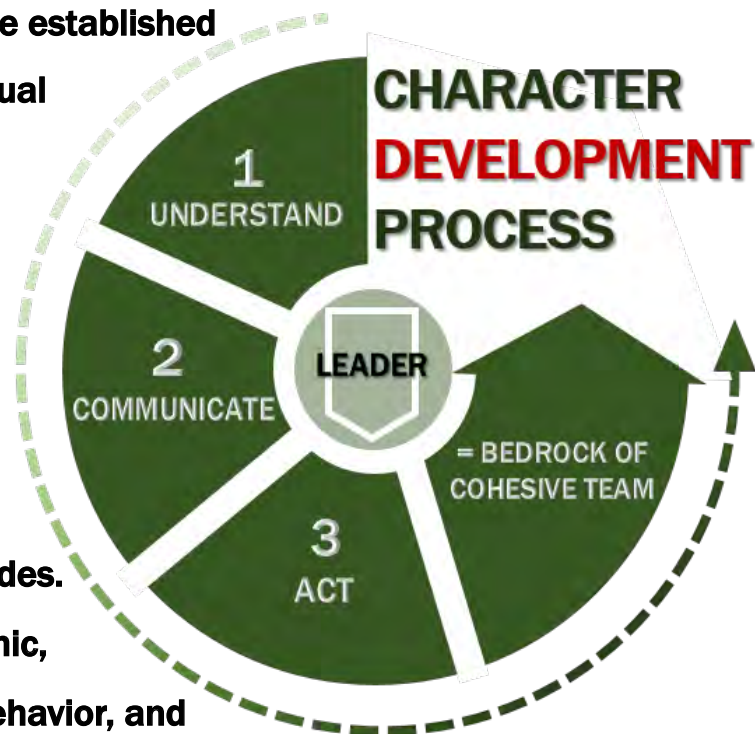 e established
ual
des.
nic,
ehavior, and
CHARACTER
DEVELOPMENT
PROCESS
1
UNDERSTAND
2
COMMUNICATE
3
ACT
= BEDROCK OF
COHESIVE TEAM
LEADER